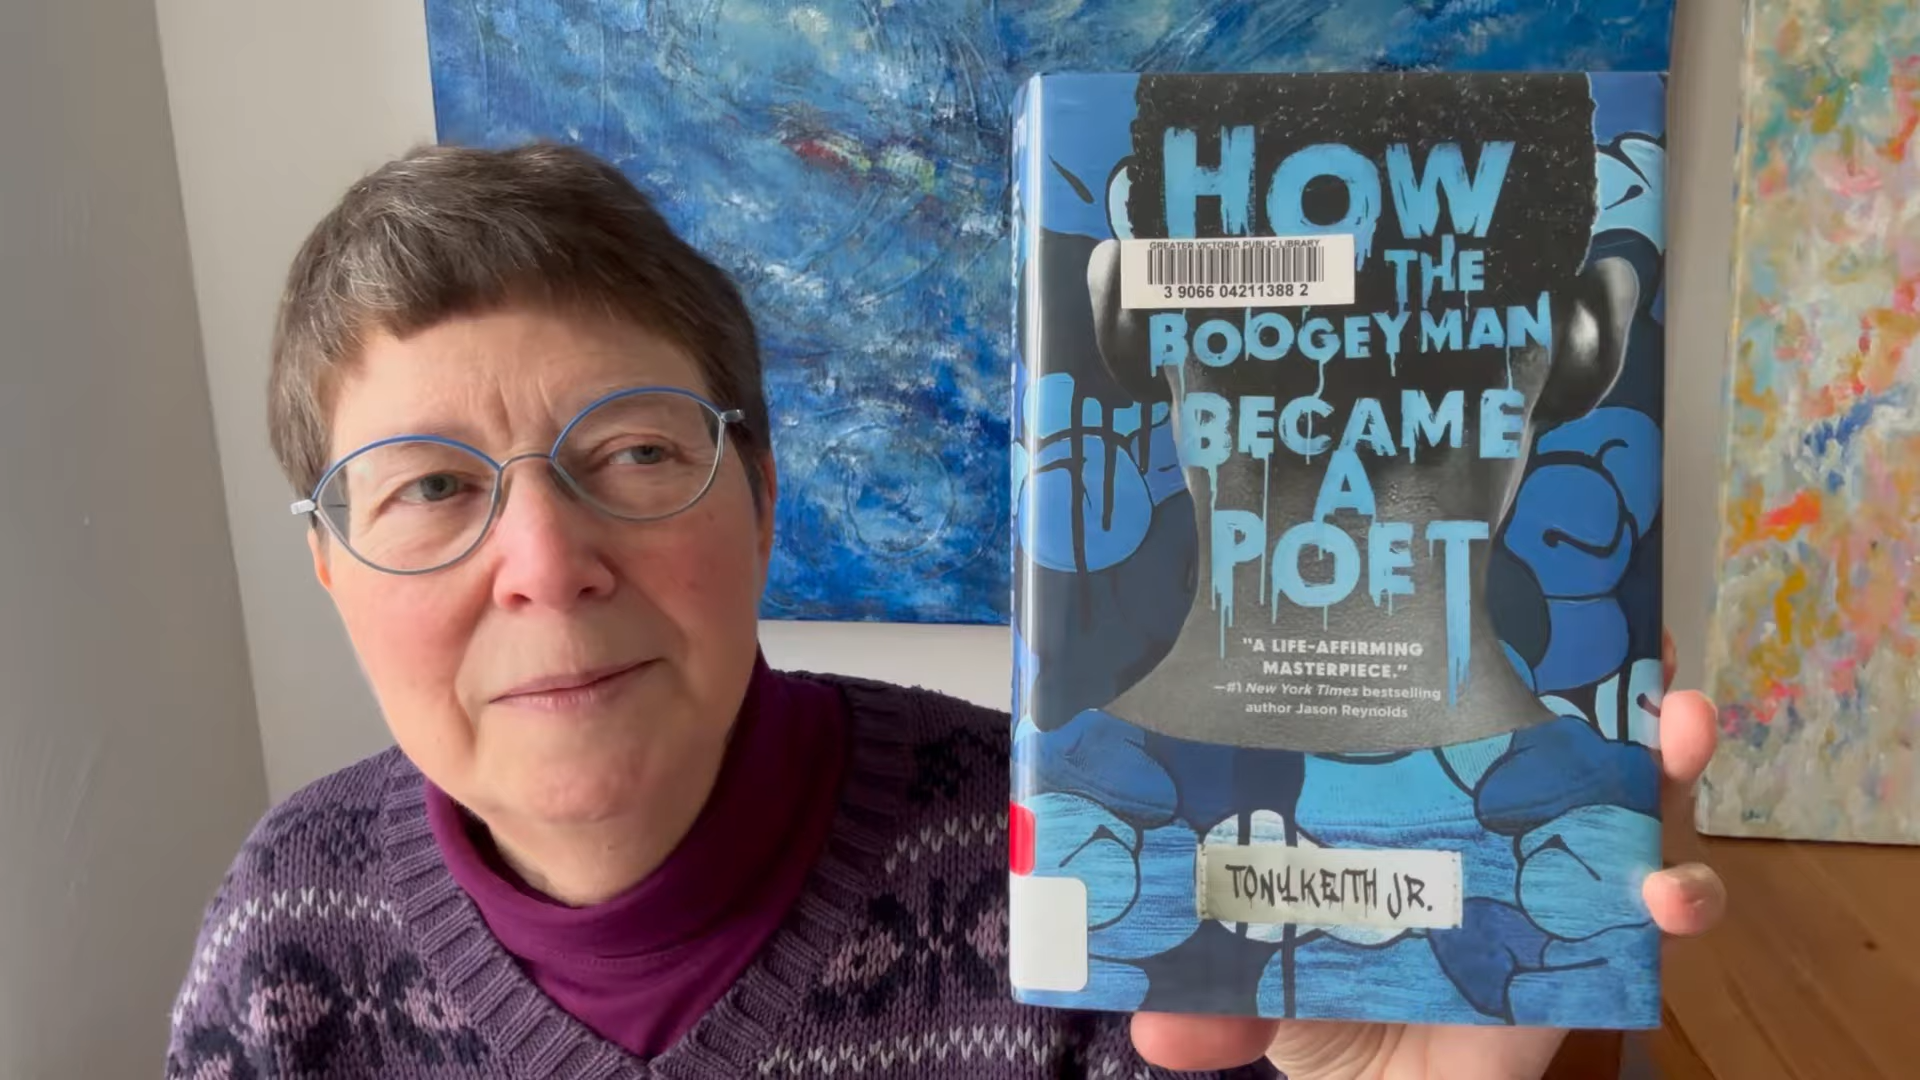 HOW
GREATER VICTORIA PUBLIC LIBRARY
3 9066 04211388 2
THE
BOOGEYMAN
BECAME
A
POET
"A LIFE-AFFIRMING
MASTERPIECE."
—#1 New York Times bestselling
author Jason Reynolds
TONY KEITH JR.